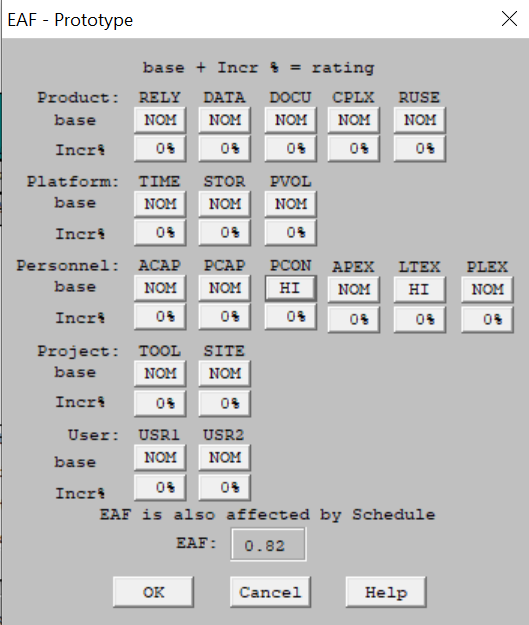 EAF - Prototype
base + Incr % = rating
Product: RELY DATA DOCU CPLX RUSE
base NOM NOM NOM NOM NOM
Incr% 0% 0% 0% 0% 0%
Platform: TIME STOR PVOL
base NOM NOM NOM
Incr% 0% 0% 0%
Personnel: ACAP PCAP PCON APEX LTEX PLEX
base NOM NOM HI NOM HI NOM
Incr% 0% 0% 0% 0% 0% 0%
Project: TOOL SITE
base NOM NOM
Incr% 0% 0%
User: USR1 USR2
base NOM NOM
Incr% 0% 0%
EAF is also affected by Schedule
EAF: 0.82
OK Cancel Help